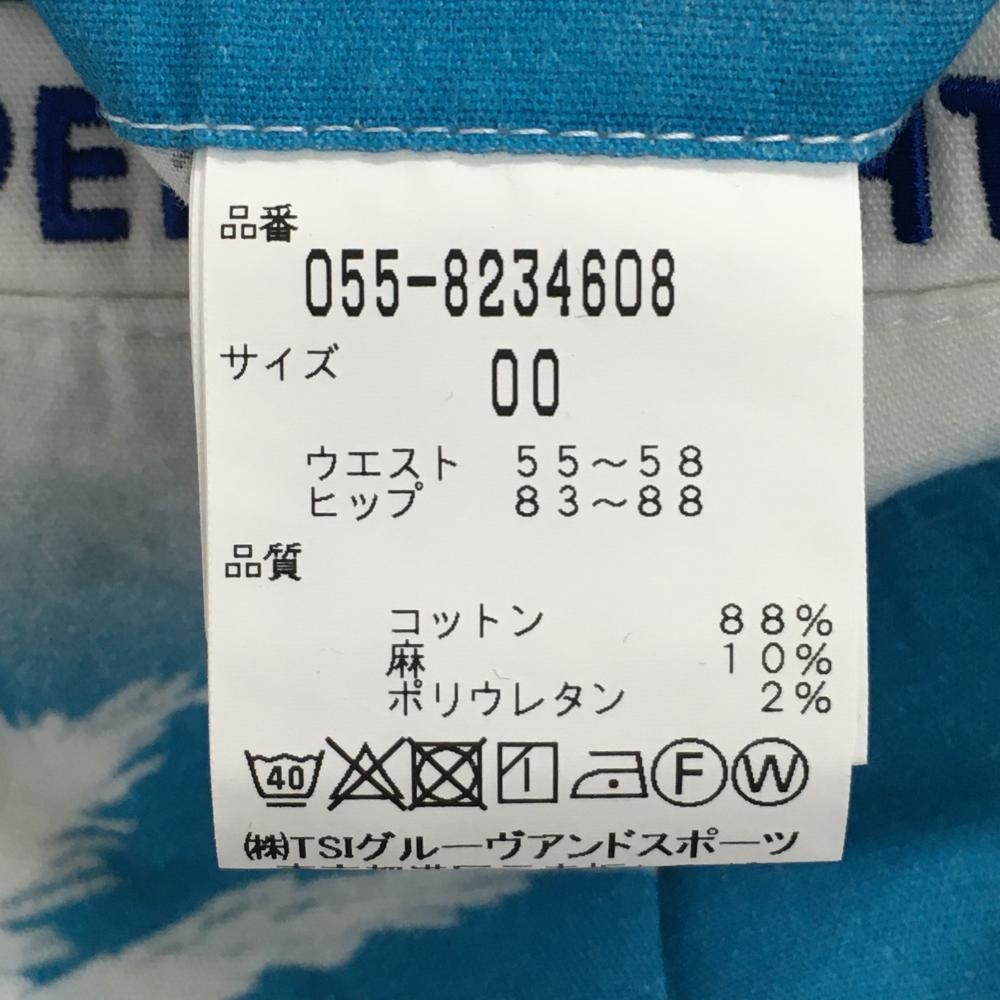 品番
055-8234608
サイズ 00
ウエスト 55~58
ヒップ 83~88
品質
コットン 88%
麻 10%
ポリウレタン 2%
40 F W
㈱TSIグルーヴアンドスポーツ